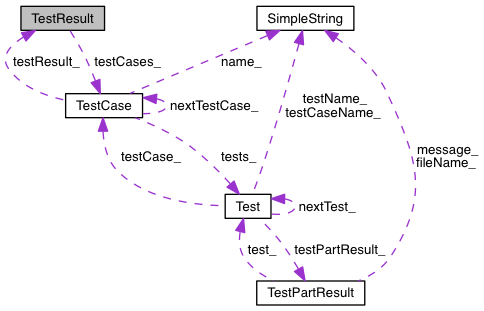 TestResult
SimpleString
testResult_
testCases_
name_
TestCase
nextTestCase_
testName_
testCaseName_
testCase_
tests_
message_
fileName_
Test
nextTest_
test_
testPartResult_
TestPartResult